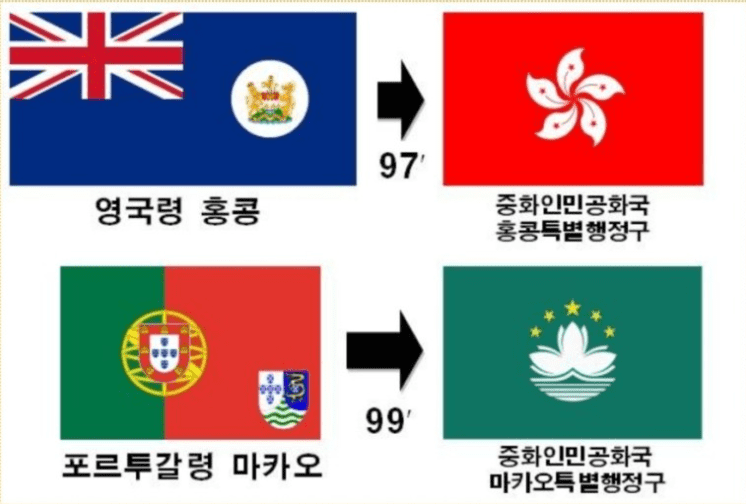 97′
영국령 홍콩
중화인민공화국
홍콩특별행정구
99′
포르투갈령 마카오
중화인민공화국
마카오특별행정구